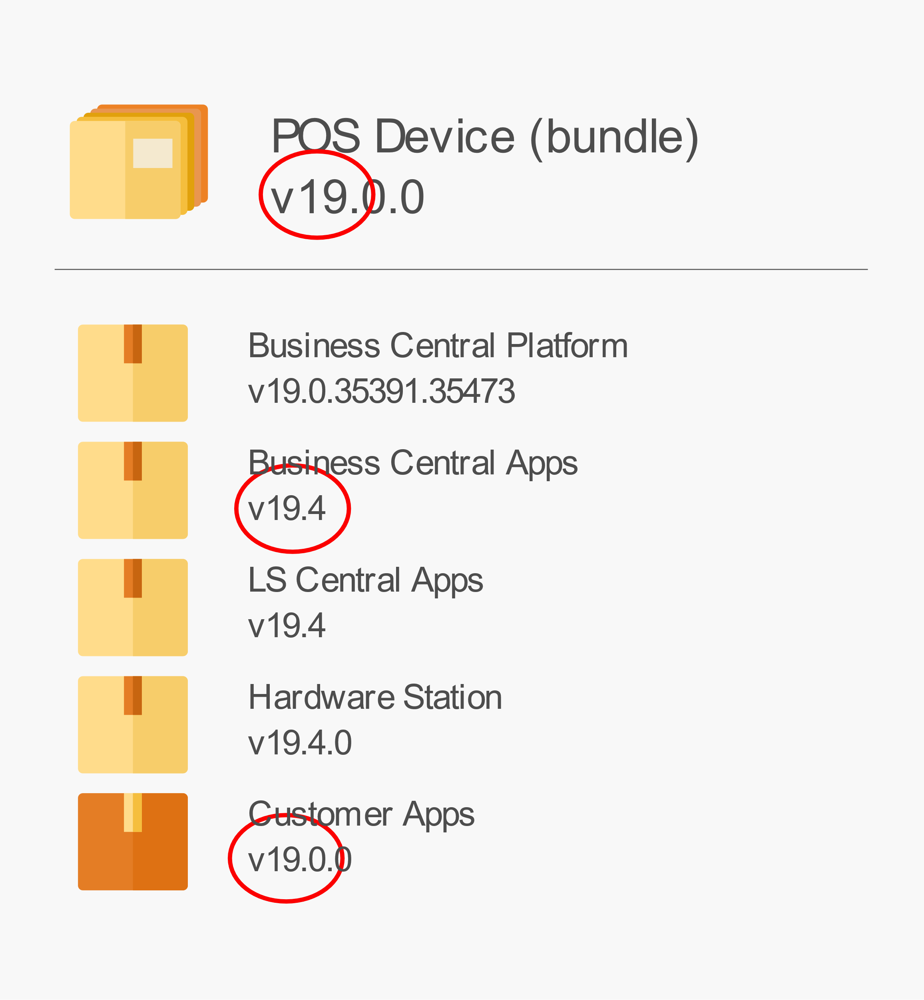 POS Device (bundle)
v19.0.0
Business Central Platform
v19.0.35391.35473
Business Central Apps
v19.4
LS Central Apps
v19.4
Hardware Station
v19.4.0
Customer Apps
v19.0.0